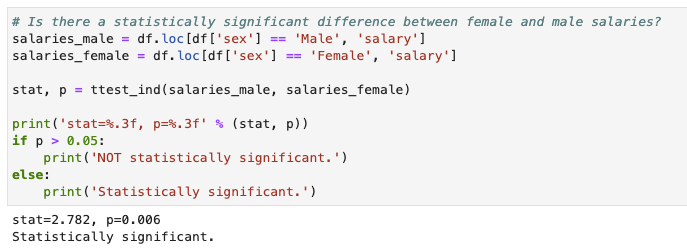 # Is there a statistically significant difference between female and male salaries?
salaries_male = df.loc[df['sex'] == 'Male', 'salary']
salaries_female = df.loc[df['sex'] == 'Female', 'salary']

stat, p = ttest_ind(salaries_male, salaries_female)

print('stat=%.3f, p=%.3f' % (stat, p))
if p > 0.05:
    print('NOT statistically significant.')
else:
    print('Statistically significant.')
stat=2.782, p=0.006
Statistically significant.